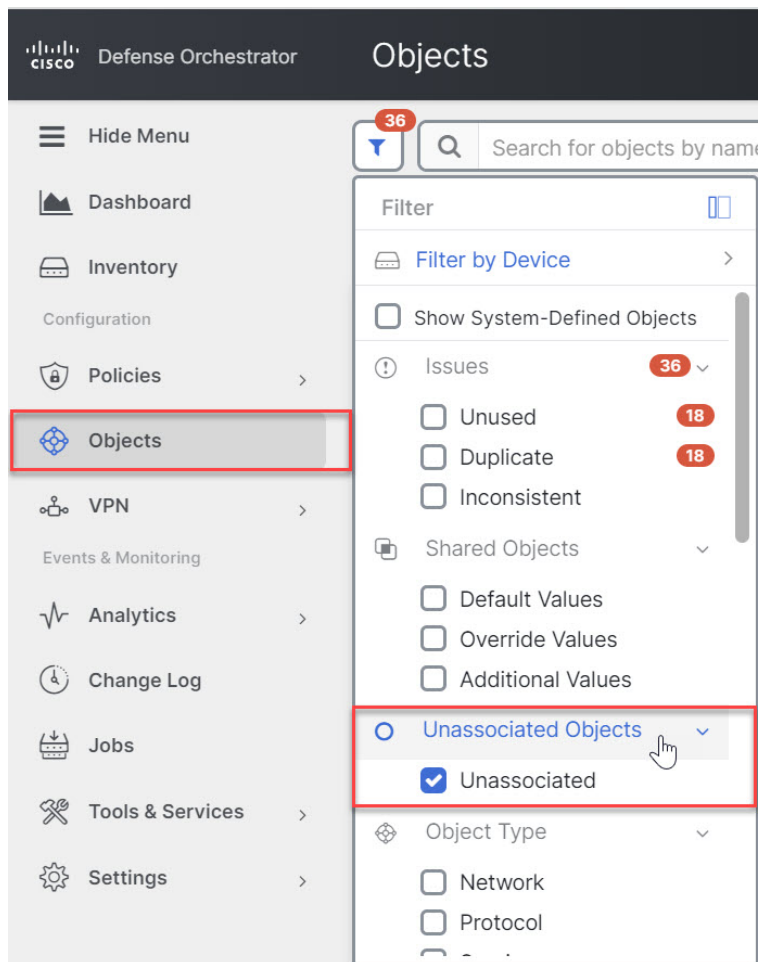 cisco Defense Orchestrator
Objects
Hide Menu
Dashboard
Inventory
Configuration
Policies
Objects
VPN
Events & Monitoring
Analytics
Change Log
Jobs
Tools & Services
Settings
36
Search for objects by name
Filter
Filter by Device
Show System-Defined Objects
Issues 36
Unused 18
Duplicate 18
Inconsistent
Shared Objects
Default Values
Override Values
Additional Values
Unassociated Objects
Unassociated
Object Type
Network
Protocol